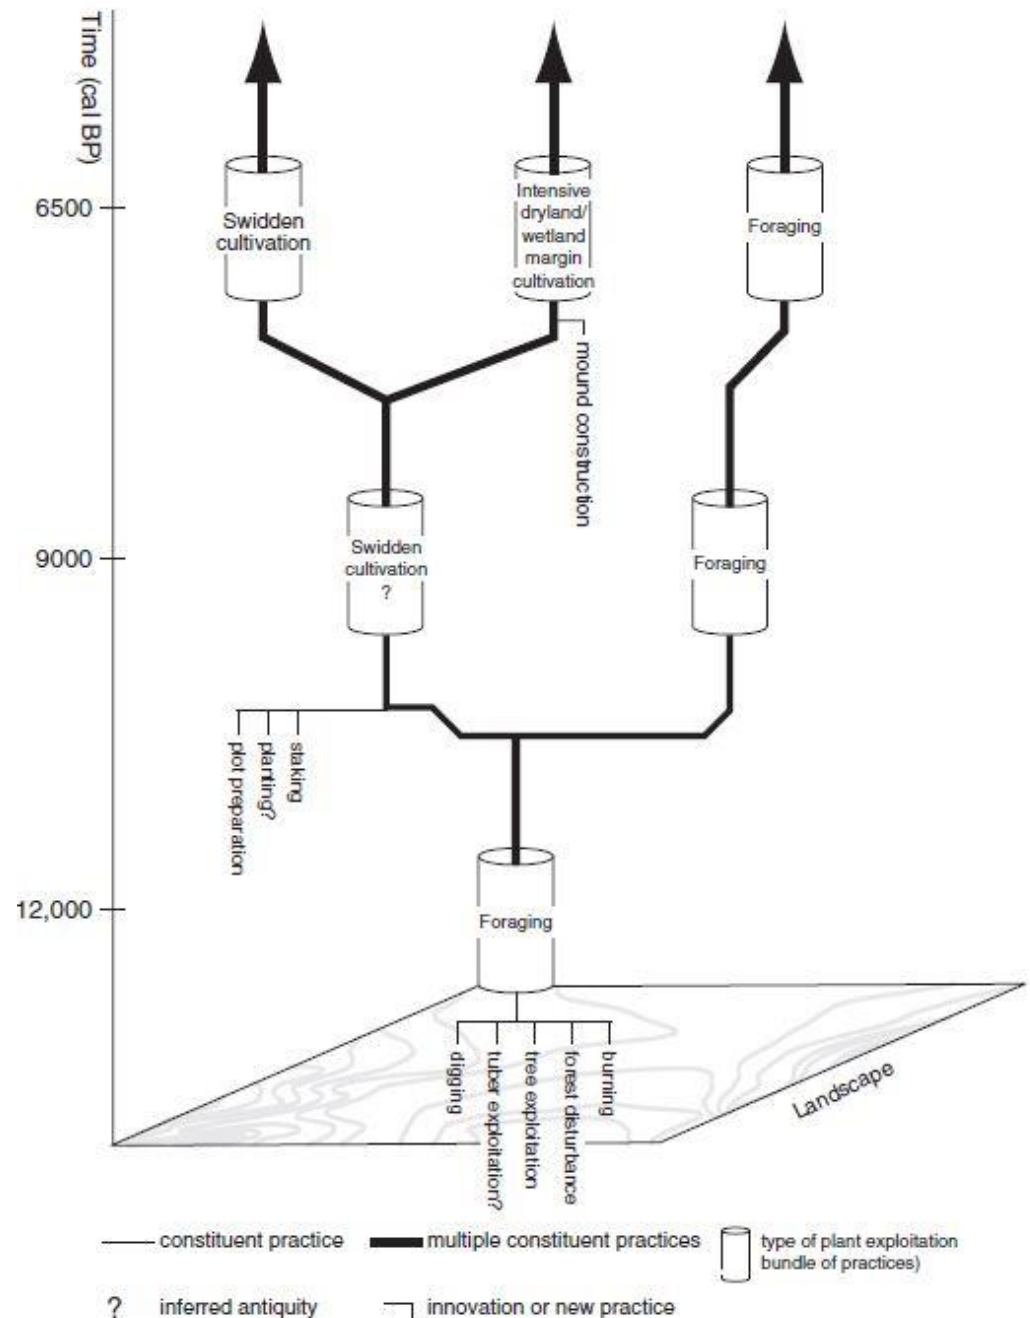 Time (cal BP)
6500
Swidden
cultivation
Intensive
dryland/
wetland
margin
cultivation
Foraging
mound construction
9000
Swidden
cultivation
?
Foraging
plot preparation
planting?
staking
12,000
Foraging
digging
tuber exploitation?
tree exploitation
forest disturbance
burning
Landscape
constituent practice
multiple constituent practices
type of plant exploitation
bundle of practices)
? inferred antiquity
innovation or new practice